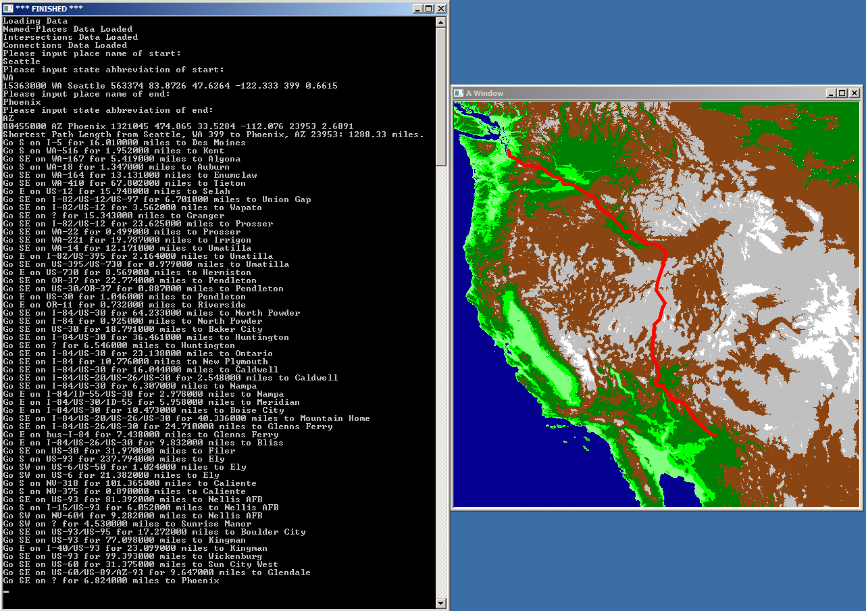 *** FINISHED ***
Loading Data
Named-Places Data Loaded
Intersections Data Loaded
Connections Data Loaded
Please input place name of start:
Seattle
Please input state abbreviation of start:
WA
15363000 WA Seattle 563374 83.8726 47.6264 -122.333 399 0.6615
Please input place name of end:
Phoenix
Please input state abbreviation of end:
AZ
80455000 AZ Phoenix 1321045 474.865 33.5284 -112.076 23953 2.6891
Shortest Path Length from Seattle, WA 399 to Phoenix, AZ 23953: 1288.33 miles.
Go S on I-5 for 16.010000 miles to Des Moines
Go S on WA-516 for 1.952000 miles to Kent
Go SE on WA-167 for 5.419000 miles to Algona
Go S on WA-18 for 1.347000 miles to Auburn
Go SE on WA-164 for 13.131000 miles to Enumclaw
Go SE on WA-410 for 67.802000 miles to Tieton
Go E on US-12 for 15.948000 miles to Selah
Go SE on I-82/US-12/US-97 for 6.701000 miles to Union Gap
Go SE on I-82/US-12 for 3.562000 miles to Wapato
Go SE on ? for 15.343000 miles to Granger
Go SE on I-82/US-12 for 23.625000 miles to Prosser
Go SE on WA-22 for 0.499000 miles to Prosser
Go SE on WA-221 for 19.787000 miles to Irrigon
Go SE on WA-14 for 12.171000 miles to Umatilla
Go E on I-82/US-395 for 2.164000 miles to Umatilla
Go SE on US-395/US-730 for 0.979000 miles to Umatilla
Go E on US-730 for 8.569000 miles to Hermiston
Go SE on OR-37 for 22.774000 miles to Pendleton
Go SE on US-30/OR-37 for 0.887000 miles to Pendleton
Go E on US-30 for 1.046000 miles to Pendleton
Go E on OR-11 for 0.732000 miles to Riverside
Go SE on I-84/US-30 for 64.233000 miles to North Powder
Go SE on I-84 for 0.925000 miles to North Powder
Go SE on US-30 for 18.791000 miles to Baker City
Go SE on I-84/US-30 for 36.461000 miles to Huntington
Go SE on ? for 6.546000 miles to Huntington
Go SE on I-84/US-30 for 23.138000 miles to Ontario
Go SE on I-84 for 10.776000 miles to New Plymouth
Go SE on I-84/US-30 for 16.044000 miles to Caldwell
Go SE on I-84/US-20/US-26/US-30 for 2.548000 miles to Caldwell
Go SE on I-84/US-30 for 6.307000 miles to Nampa
Go E on I-84/ID-55/US-30 for 2.978000 miles to Nampa
Go E on I-84/US-30/ID-55 for 5.958000 miles to Meridian
Go E on I-84/US-30 for 10.473000 miles to Boise City
Go SE on I-84/US-20/US-26/US-30 for 40.336000 miles to Mountain Home
Go SE on I-84/US-26/US-30 for 24.710000 miles to Glenns Ferry
Go E on bus-I-84 for 7.438000 miles to Glenns Ferry
Go E on I-84/US-26/US-30 for 9.832000 miles to Bliss
Go SE on US-30 for 31.970000 miles to Filer
Go S on US-93 for 237.794000 miles to Ely
Go SW on US-6/US-50 for 1.024000 miles to Ely
Go SW on US-6 for 21.382000 miles to Ely
Go S on NV-318 for 101.365000 miles to Caliente
Go S on NV-375 for 0.890000 miles to Caliente
Go SE on US-93 for 81.392000 miles to Nellis AFB
Go S on I-15/US-93 for 6.052000 miles to Nellis AFB
Go SW on NV-604 for 9.282000 miles to Nellis AFB
Go SW on ? for 4.530000 miles to Sunrise Manor
Go SE on US-93/US-95 for 17.272000 miles to Boulder City
Go SE on US-93 for 77.098000 miles to Kingman
Go E on I-40/US-93 for 23.099000 miles to Kingman
Go SE on US-93 for 99.393000 miles to Wickenburg
Go SE on US-60 for 31.375000 miles to Sun City West
Go SE on US-60/US-89/AZ-93 for 9.647000 miles to Glendale
Go SE on ? for 6.824000 miles to Phoenix
A Window